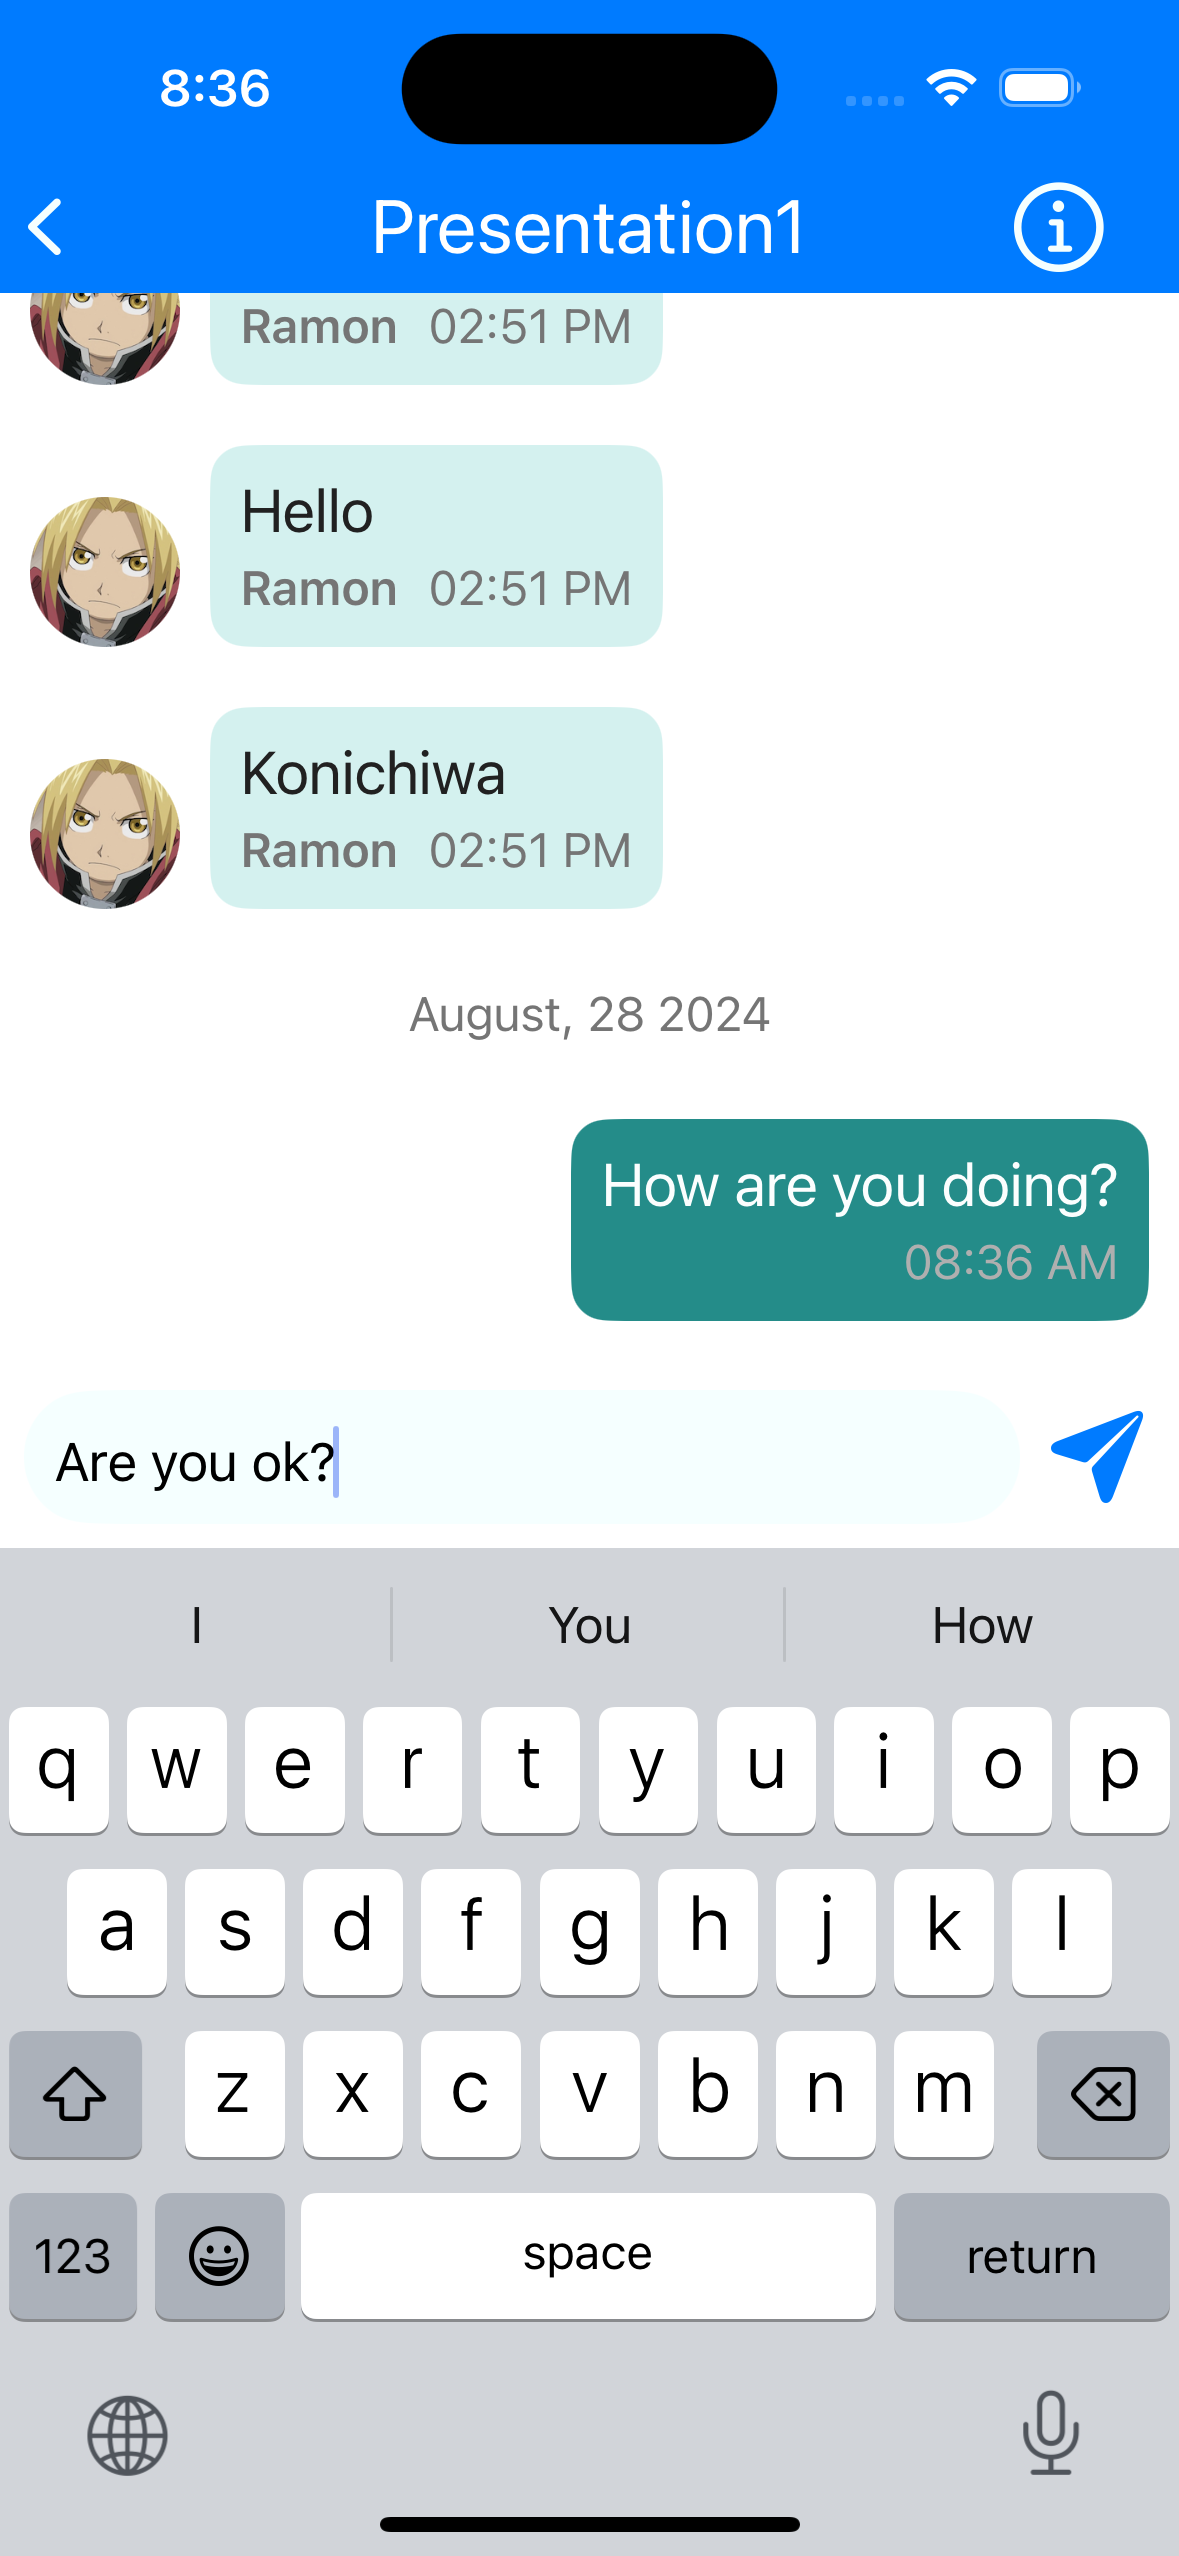 8:36
Presentation1
Ramon 02:51 PM
Hello
Ramon 02:51 PM
Konichiwa
Ramon 02:51 PM
August, 28 2024
How are you doing?
08:36 AM
Are you ok?
I You How
q w e r t y u i o p
a s d f g h j k l
z x c v b n m
123 space return